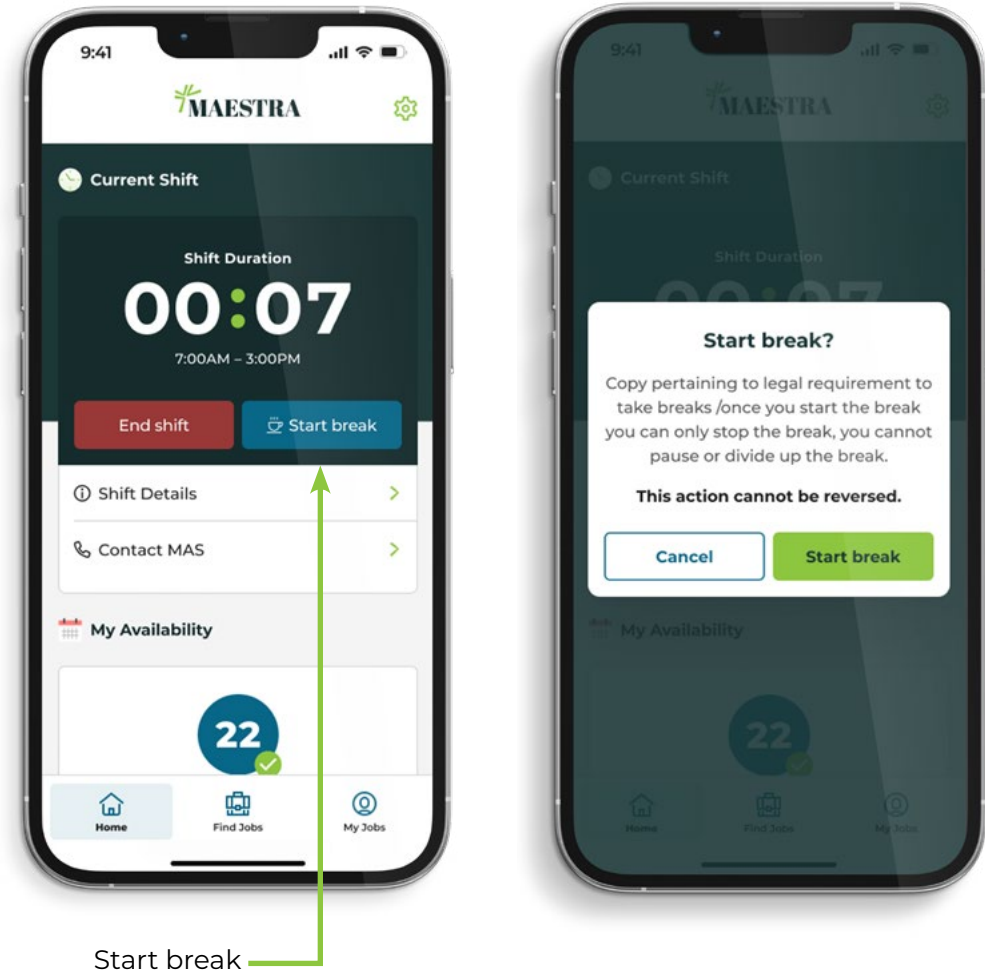 9:41
MAESTRA
Current Shift
Shift Duration
00:07
7:00AM – 3:00PM
End shift
Start break
Shift Details
Contact MAS
My Availability
22
Home
Find Jobs
My Jobs
Start break
9:41
MAESTRA
Current Shift
Shift Duration
00:07
Start break?
Copy pertaining to legal requirement to
take breaks /once you start the break
you can only stop the break, you cannot
pause or divide up the break.
This action cannot be reversed.
Cancel
Start break
My Availability
22
Home
Find Jobs
My Jobs